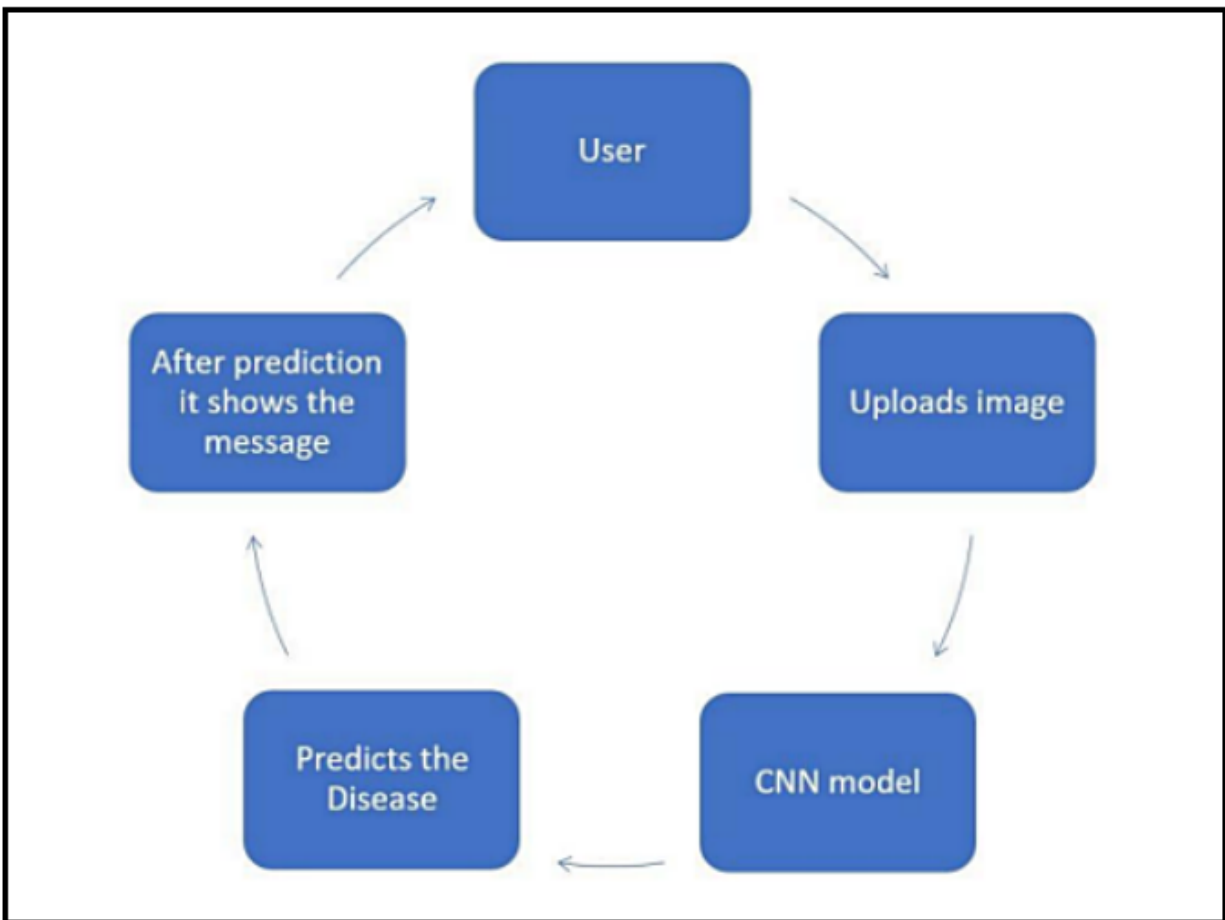 User
Uploads image
CNN model
Predicts the
Disease
After prediction
it shows the
message